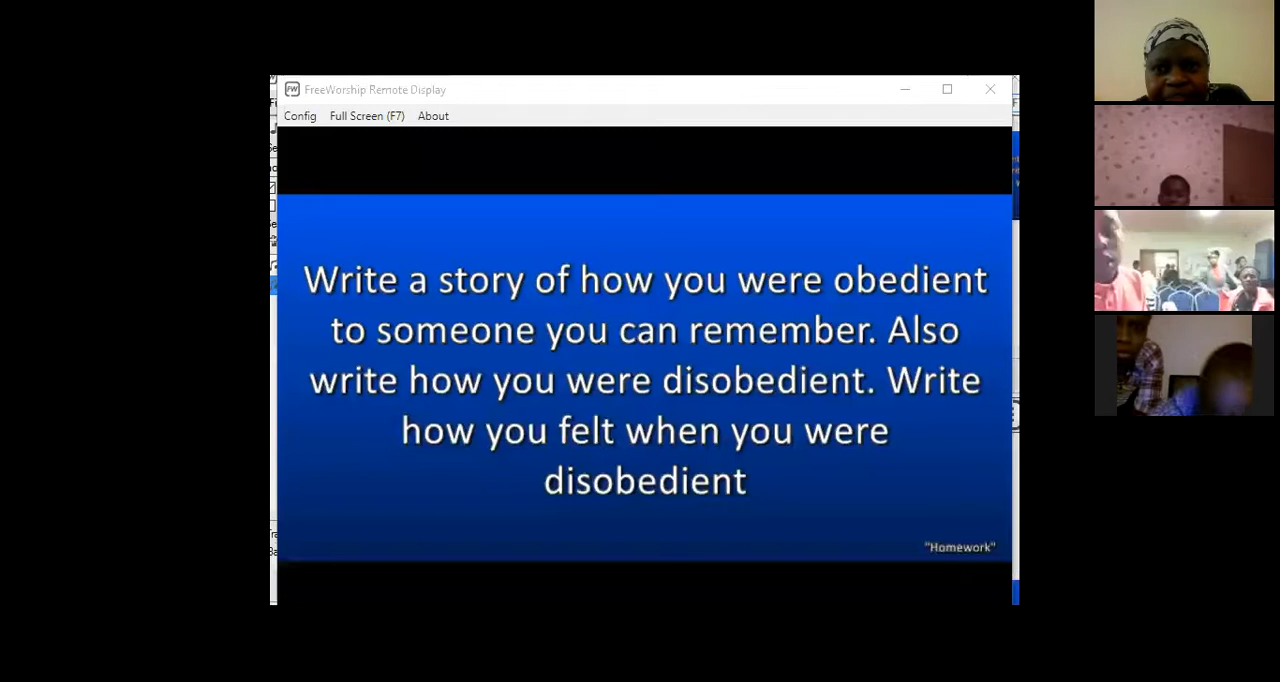 FreeWorship Remote Display
Config Full Screen (F7) About
Write a story of how you were obedient
to someone you can remember. Also
write how you were disobedient. Write
how you felt when you were
disobedient
"Homework"